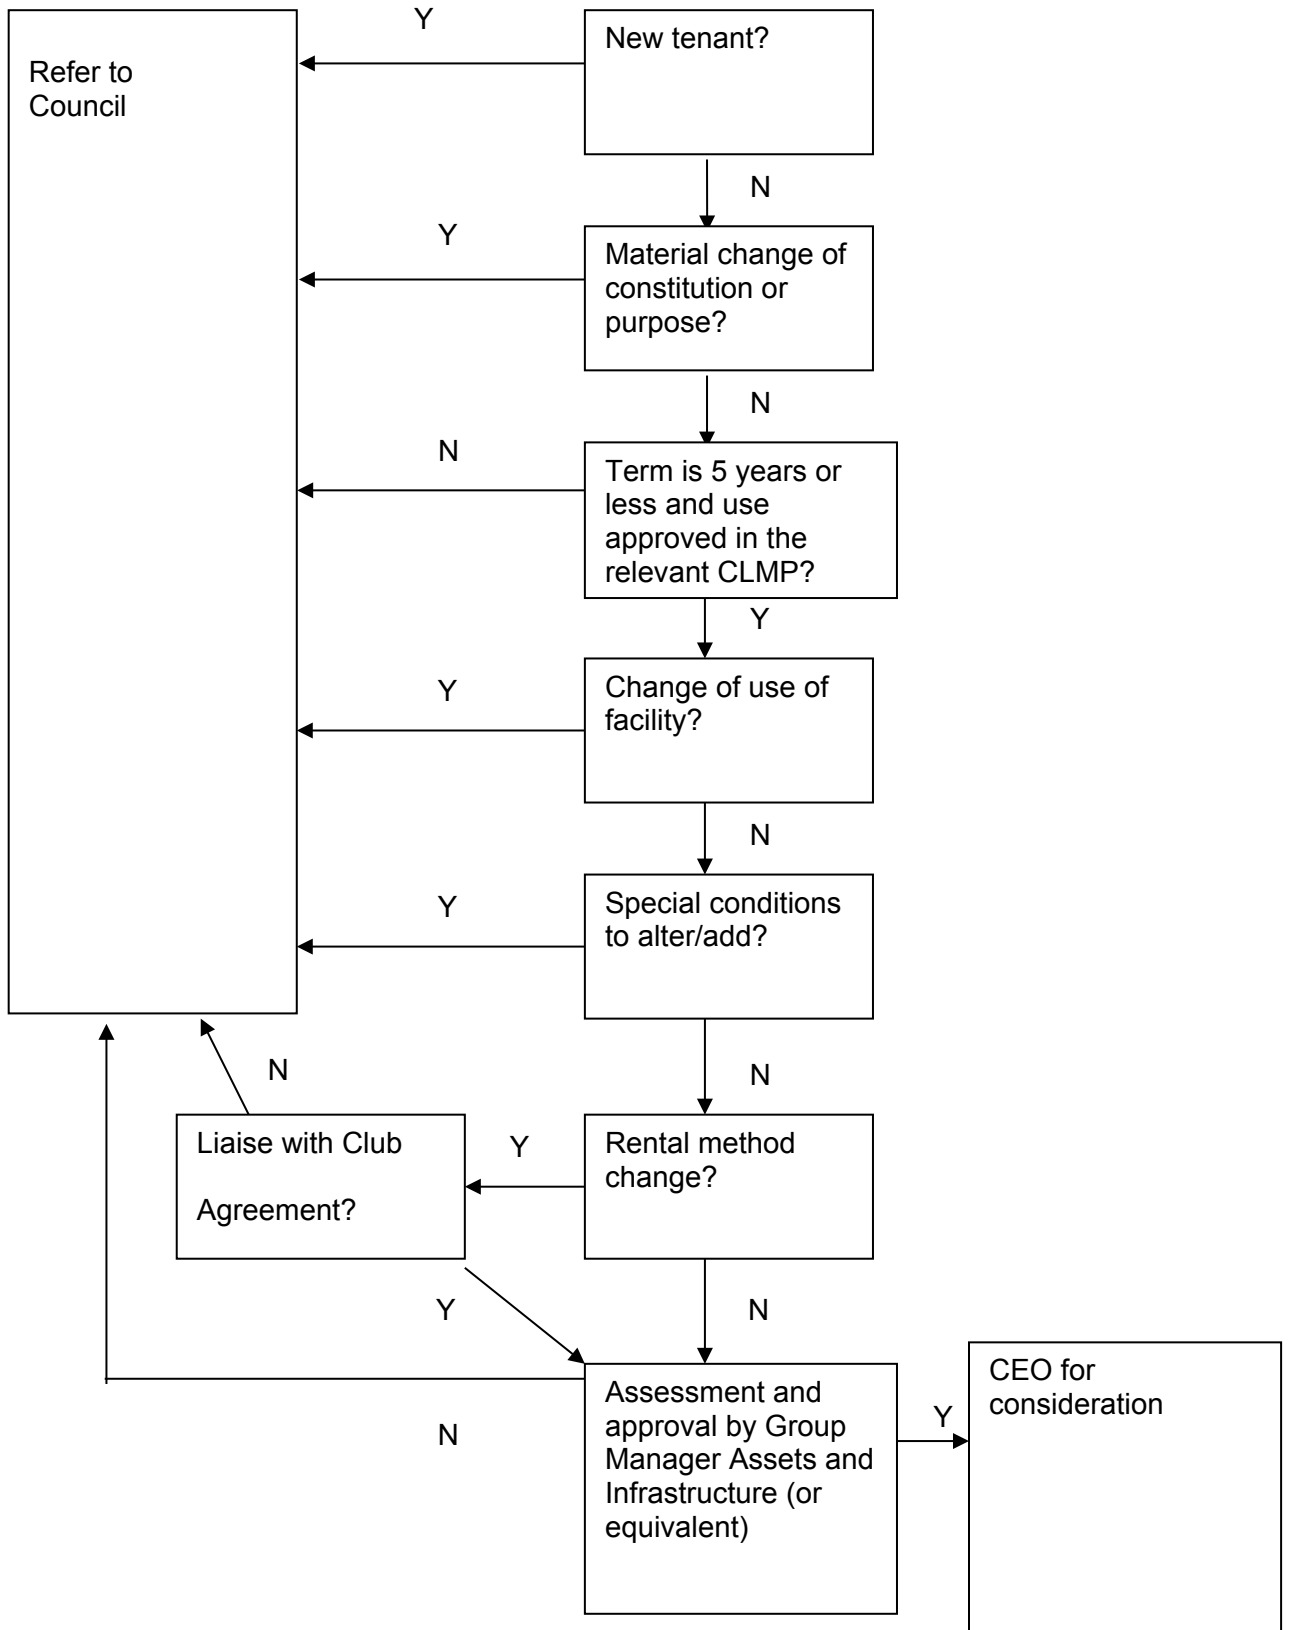 Y
New tenant?
Refer to
Council
N
Y
Material change of
constitution or
purpose?
N
N
Term is 5 years or
less and use
approved in the
relevant CLMP?
Y
Y
Change of use of
facility?
N
Y
Special conditions
to alter/add?
N
N
Liaise with Club
Agreement?
Y
Rental method
change?
Y
N
Assessment and
approval by Group
Manager Assets and
Infrastructure (or
equivalent)
N
Y
CEO for
consideration